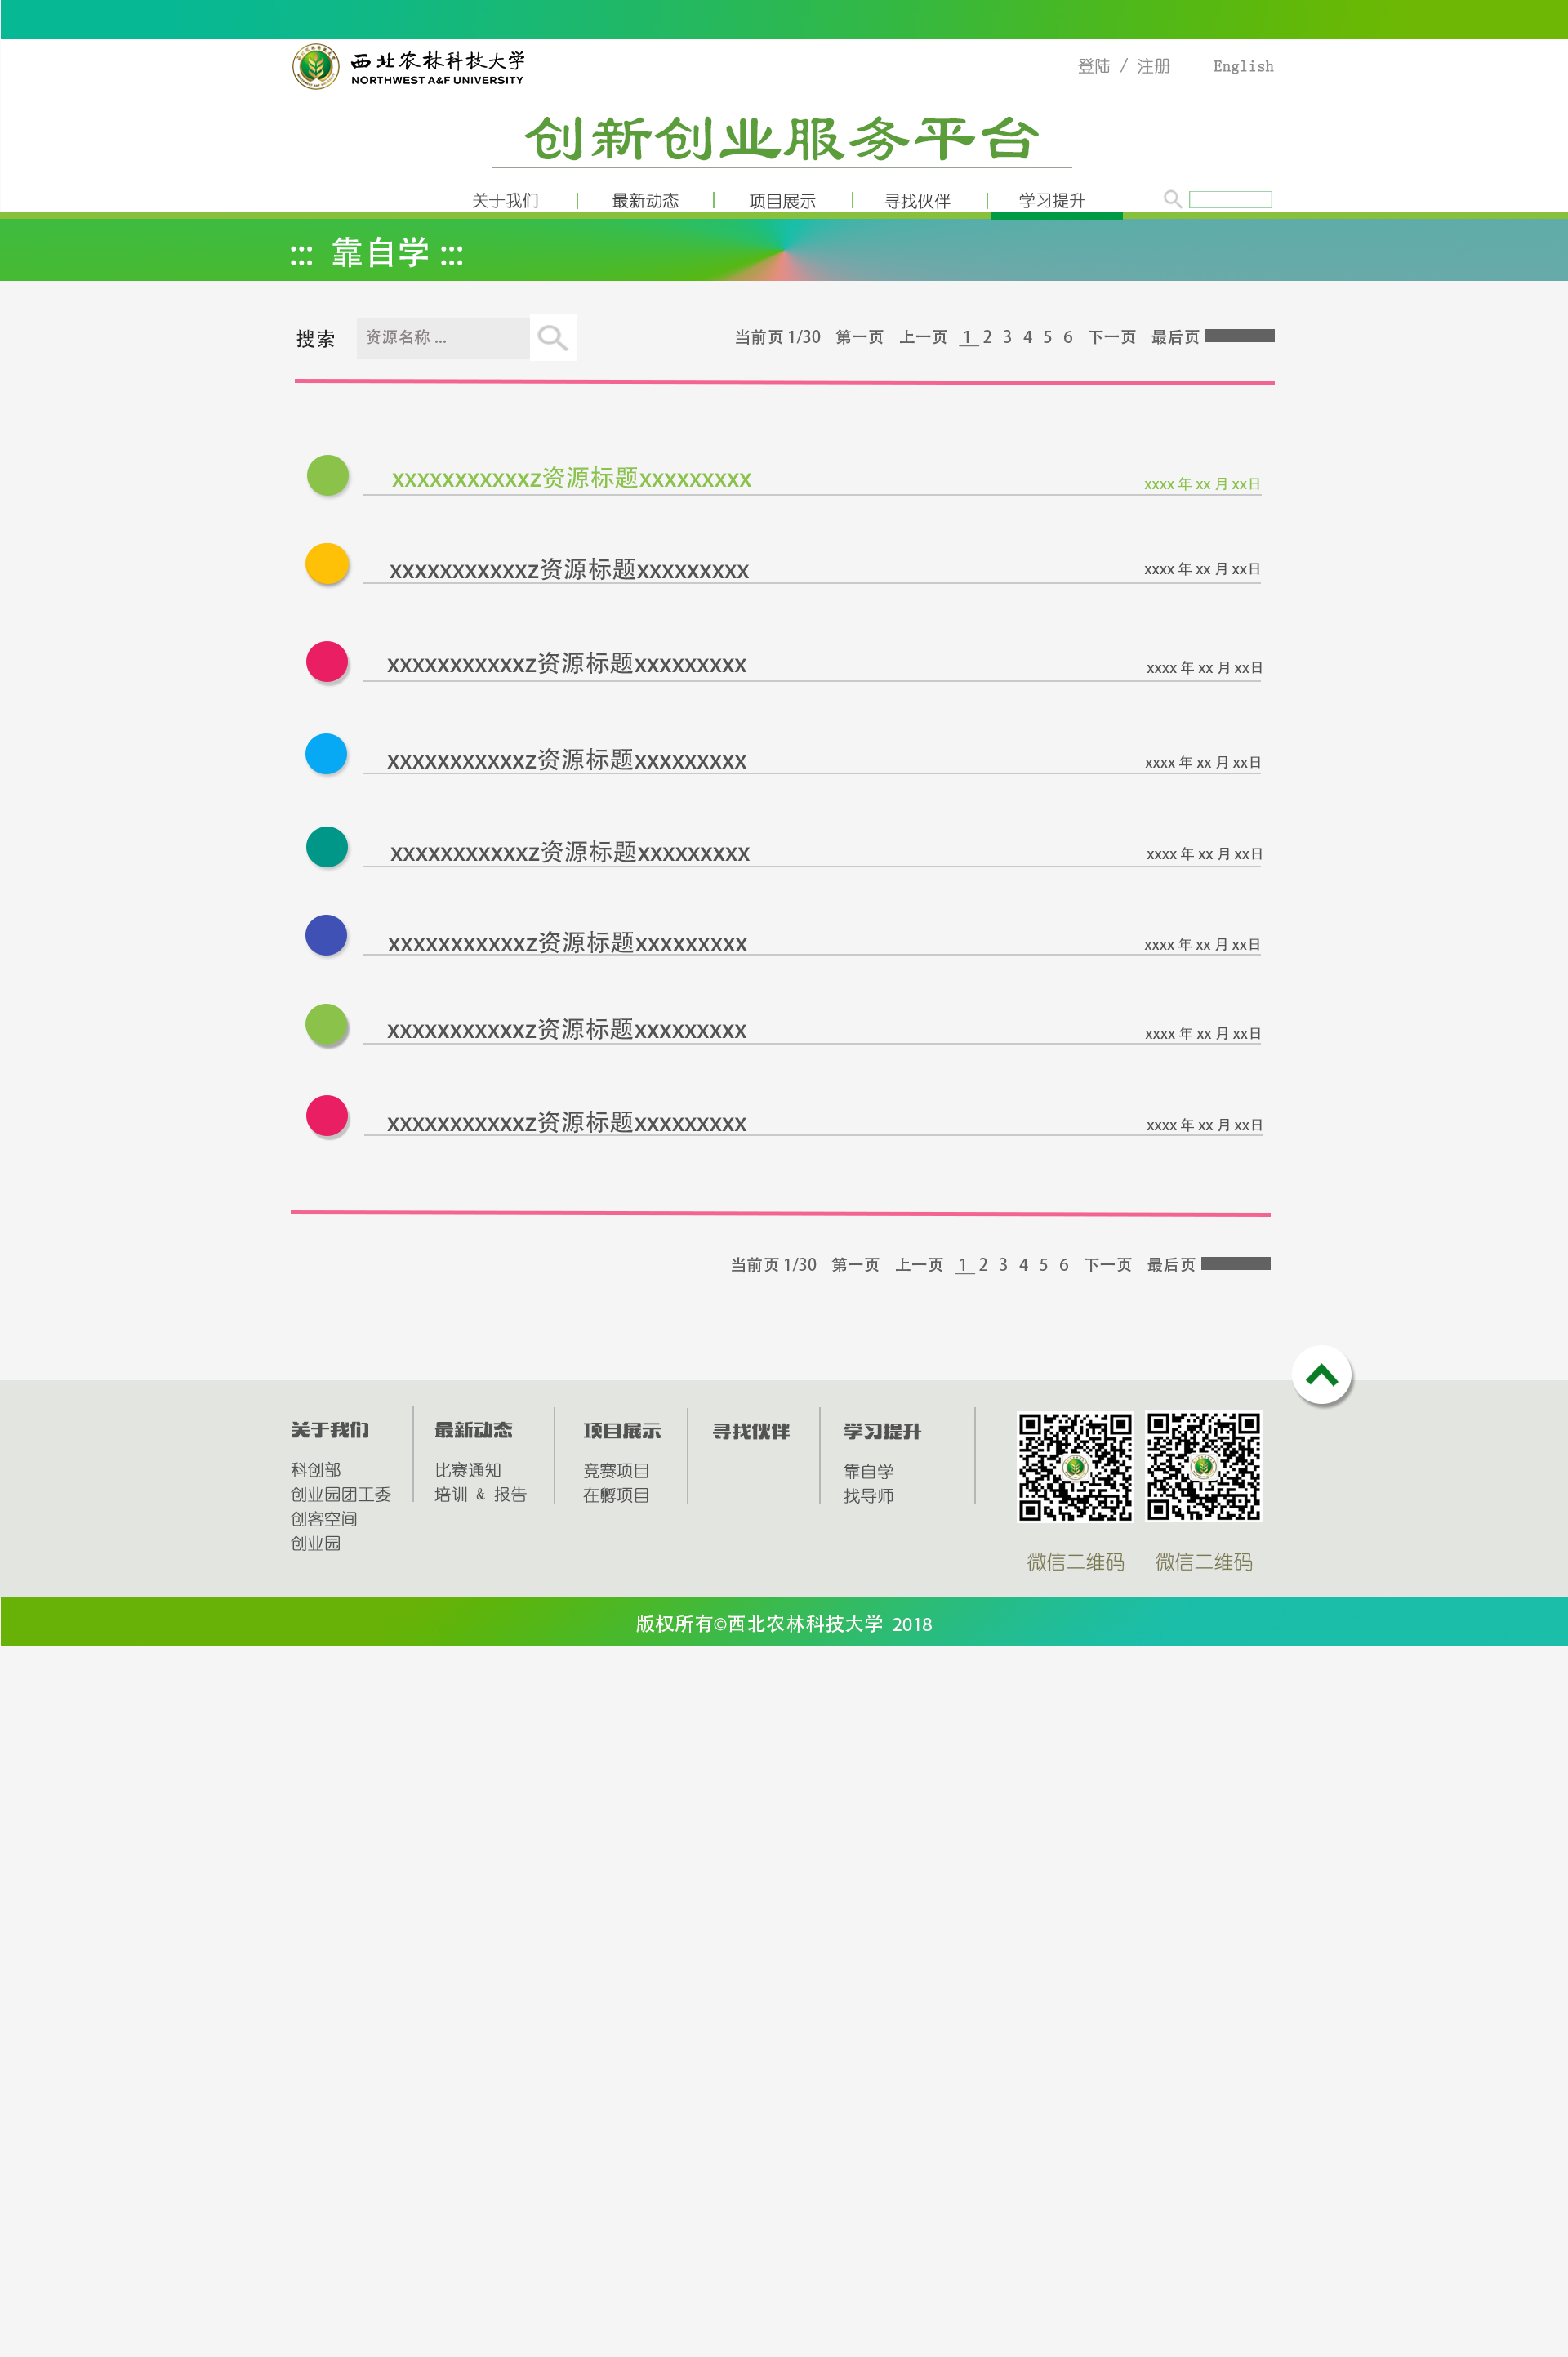 西北农林科技大学
NORTHWEST A&F UNIVERSITY
登陆 / 注册 English
创新创业服务平台
关于我们 最新动态 项目展示 寻找伙伴 学习提升
::: 靠自学 :::
搜索 资源名称 ... 当前页 1/30 第一页 上一页 1 2 3 4 5 6 下一页 最后页
xxxxxxxxxxxz资源标题xxxxxxxxx xxxx 年 xx 月 xx日
xxxxxxxxxxxz资源标题xxxxxxxxx xxxx 年 xx 月 xx日
xxxxxxxxxxxz资源标题xxxxxxxxx xxxx 年 xx 月 xx日
xxxxxxxxxxxz资源标题xxxxxxxxx xxxx 年 xx 月 xx日
xxxxxxxxxxxz资源标题xxxxxxxxx xxxx 年 xx 月 xx日
xxxxxxxxxxxz资源标题xxxxxxxxx xxxx 年 xx 月 xx日
xxxxxxxxxxxz资源标题xxxxxxxxx xxxx 年 xx 月 xx日
xxxxxxxxxxxz资源标题xxxxxxxxx xxxx 年 xx 月 xx日
当前页 1/30 第一页 上一页 1 2 3 4 5 6 下一页 最后页
关于我们
科创部
创业园团工委
创客空间
创业园
最新动态
比赛通知
培训 & 报告
项目展示
竞赛项目
在孵项目
寻找伙伴
学习提升
靠自学
找导师
微信二维码 微信二维码
版权所有©西北农林科技大学 2018